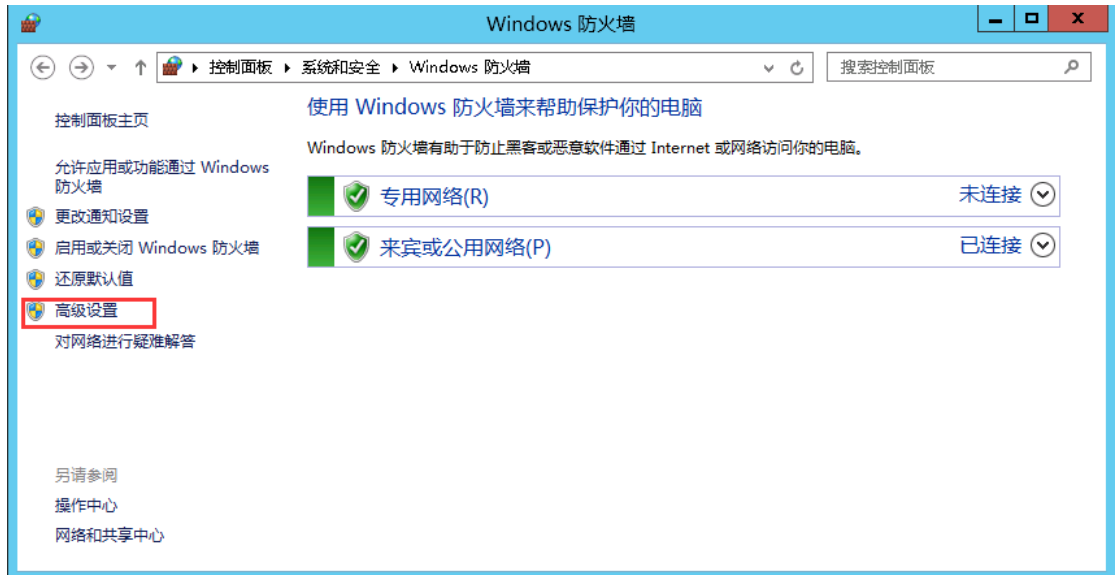 Windows 防火墙
控制面板 系统和安全 Windows 防火墙
搜索控制面板
控制面板主页
允许应用或功能通过 Windows
防火墙
更改通知设置
启用或关闭 Windows 防火墙
还原默认值
高级设置
对网络进行疑难解答
另请参阅
操作中心
网络和共享中心
使用 Windows 防火墙来帮助保护你的电脑
Windows 防火墙有助于防止黑客或恶意软件通过 Internet 或网络访问你的电脑。
专用网络(R) 未连接
来宾或公用网络(P) 已连接